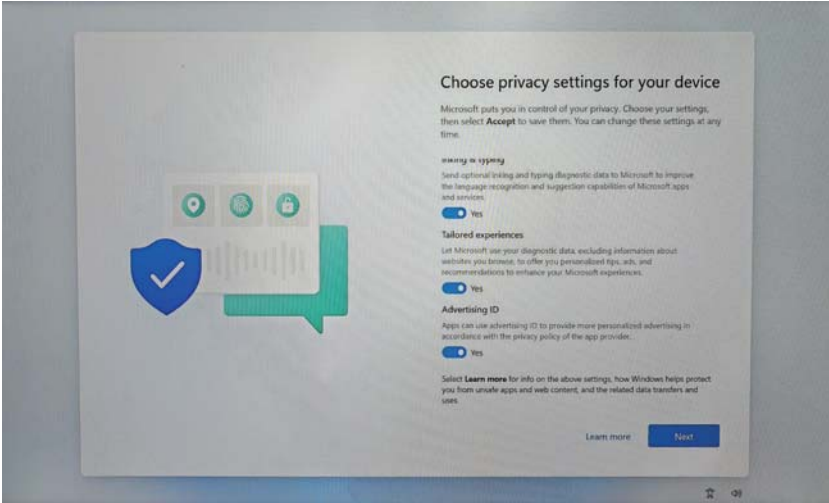 Choose privacy settings for your device
Microsoft puts you in control of your privacy. Choose your settings,
then select Accept to save them. You can change these settings at any
time.
Inking & typing
Send optional inking and typing diagnostic data to Microsoft to improve
the language recognition and suggestion capabilities of Microsoft apps
and services.
Yes
Tailored experiences
Let Microsoft use your diagnostic data, excluding information about
websites you browse, to offer you personalized tips, ads, and
recommendations to enhance your Microsoft experiences.
Yes
Advertising ID
Apps can use advertising ID to provide more personalized advertising in
accordance with the privacy policy of the app provider.
Yes
Select Learn more for info on the above settings, how Windows helps protect
you from unsafe apps and web content, and the related data transfers and
uses.
Learn more
Next